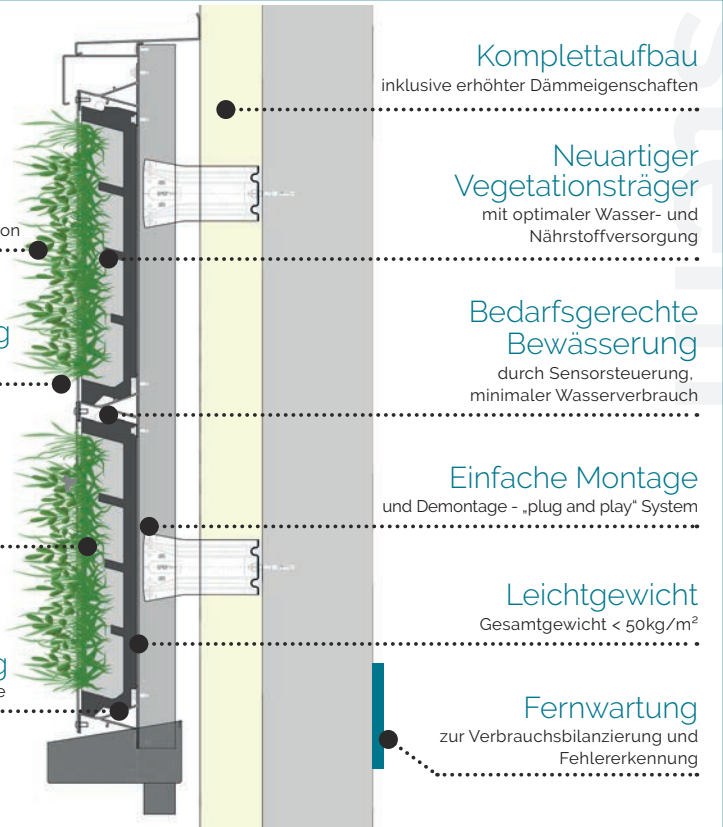 Komplettaufbau
inklusive erhöhter Dämmeigenschaften
Neuartiger
Vegetationsträger
mit optimaler Wasser- und
Nährstoffversorgung
on
Bedarfsgerechte
Bewässerung
durch Sensorsteuerung,
minimaler Wasserverbrauch
g
Einfache Montage
und Demontage - „plug and play" System
Leichtgewicht
Gesamtgewicht < 50kg/m²
g
e
Fernwartung
zur Verbrauchsbilanzierung und
Fehlererkennung